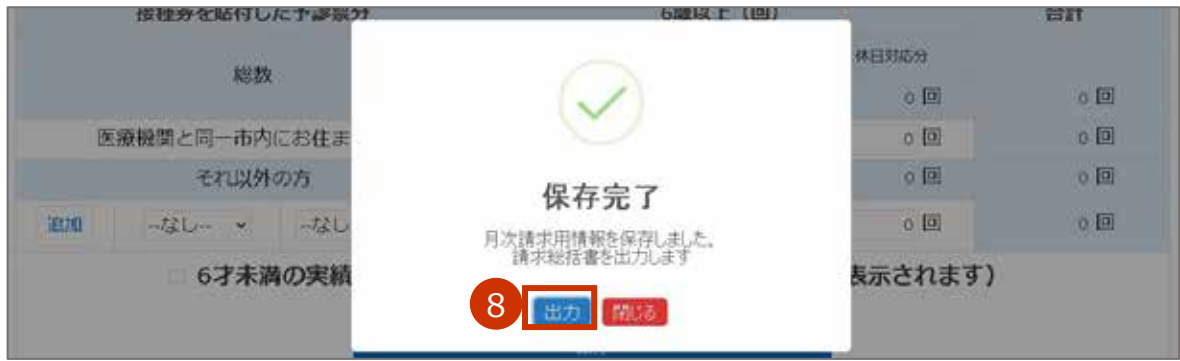 接種券を貼付した予診票分 6歳以上(回) 合計
休日対応分
総数
0 回 0 回
医療機関と同一市内にお住ま 0 回 0 回
それ以外の方 0 回 0 回
追加 --なし-- --なし 0 回 0 回
6才未満の実績 表示されます)
保存完了
月次請求用情報を保存しました。
請求総括書を出力します
8 出力 閉じる